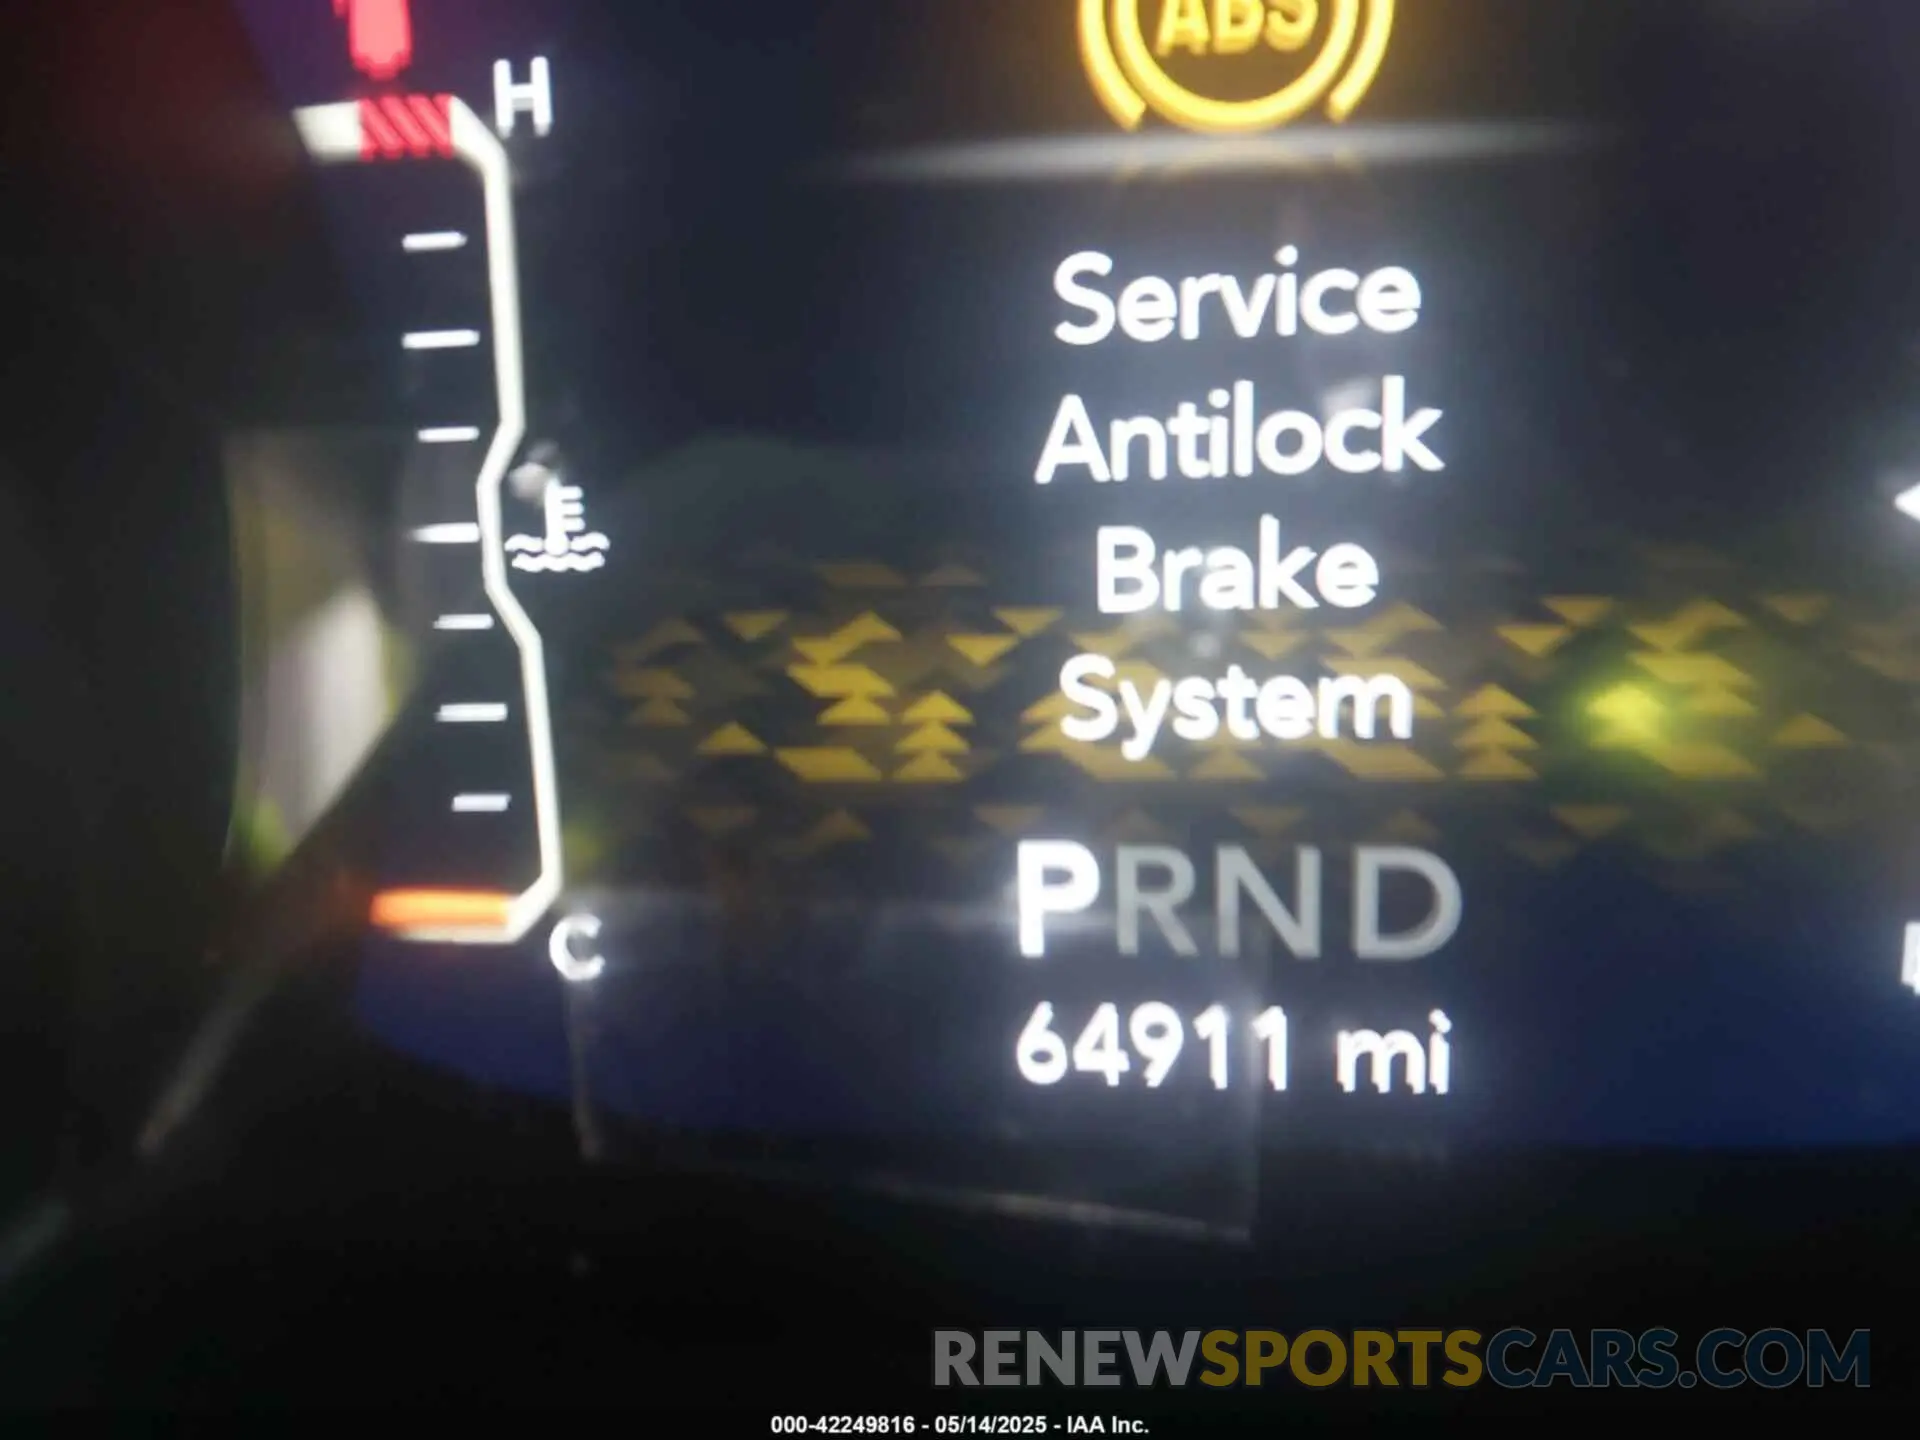 ABS
H
Service
Antilock
Brake
System
PRND
C
64911 mi
RENEWSPORTSCARS.COM
000-42249816 - 05/14/2025 - IAA Inc.